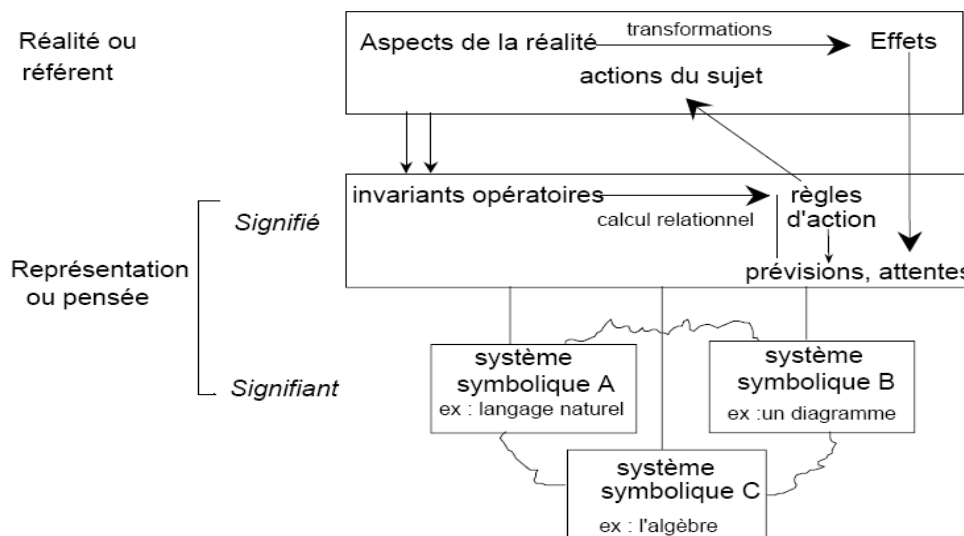 Réalité ou
référent
Aspects de la réalité
transformations
Effets
actions du sujet
invariants opératoires
calcul relationnel
règles
d'action
prévisions, attentes
Signifié
Représentation
ou pensée
Signifiant
système
symbolique A
ex : langage naturel
système
symbolique B
ex :un diagramme
système
symbolique C
ex : l'algèbre